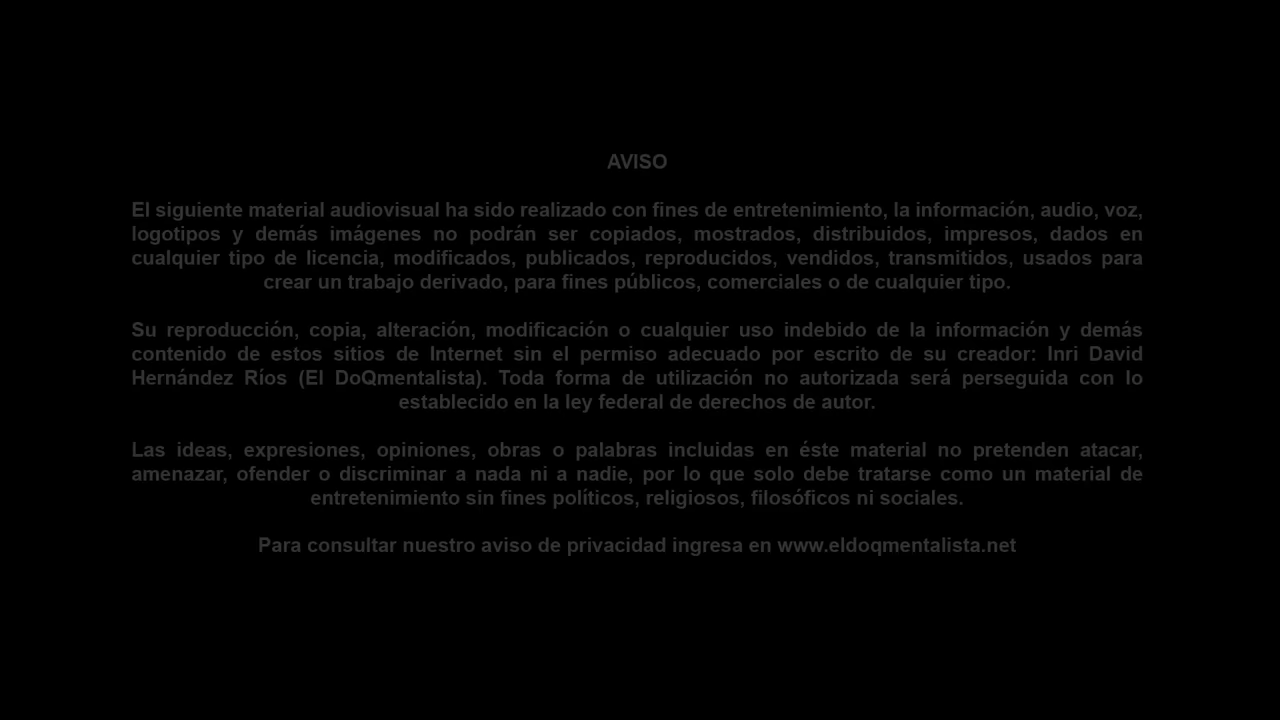 AVISO
El siguiente material audiovisual ha sido realizado con fines de entretenimiento, la información, audio, voz,
logotipos y demás imágenes no podrán ser copiados, mostrados, distribuidos, impresos, dados en
cualquier tipo de licencia, modificados, publicados, reproducidos, vendidos, transmitidos, usados para
crear un trabajo derivado, para fines públicos, comerciales o de cualquier tipo.
Su reproducción, copia, alteración, modificación o cualquier uso indebido de la información y demás
contenido de estos sitios de Internet sin el permiso adecuado por escrito de su creador: Inri David
Hernández Ríos (El DoQmentalista). Toda forma de utilización no autorizada será perseguida con lo
establecido en la ley federal de derechos de autor.
Las ideas, expresiones, opiniones, obras o palabras incluidas en éste material no pretenden atacar,
amenazar, ofender o discriminar a nada ni a nadie, por lo que solo debe tratarse como un material de
entretenimiento sin fines políticos, religiosos, filosóficos ni sociales.
Para consultar nuestro aviso de privacidad ingresa en www.eldoqmentalista.net